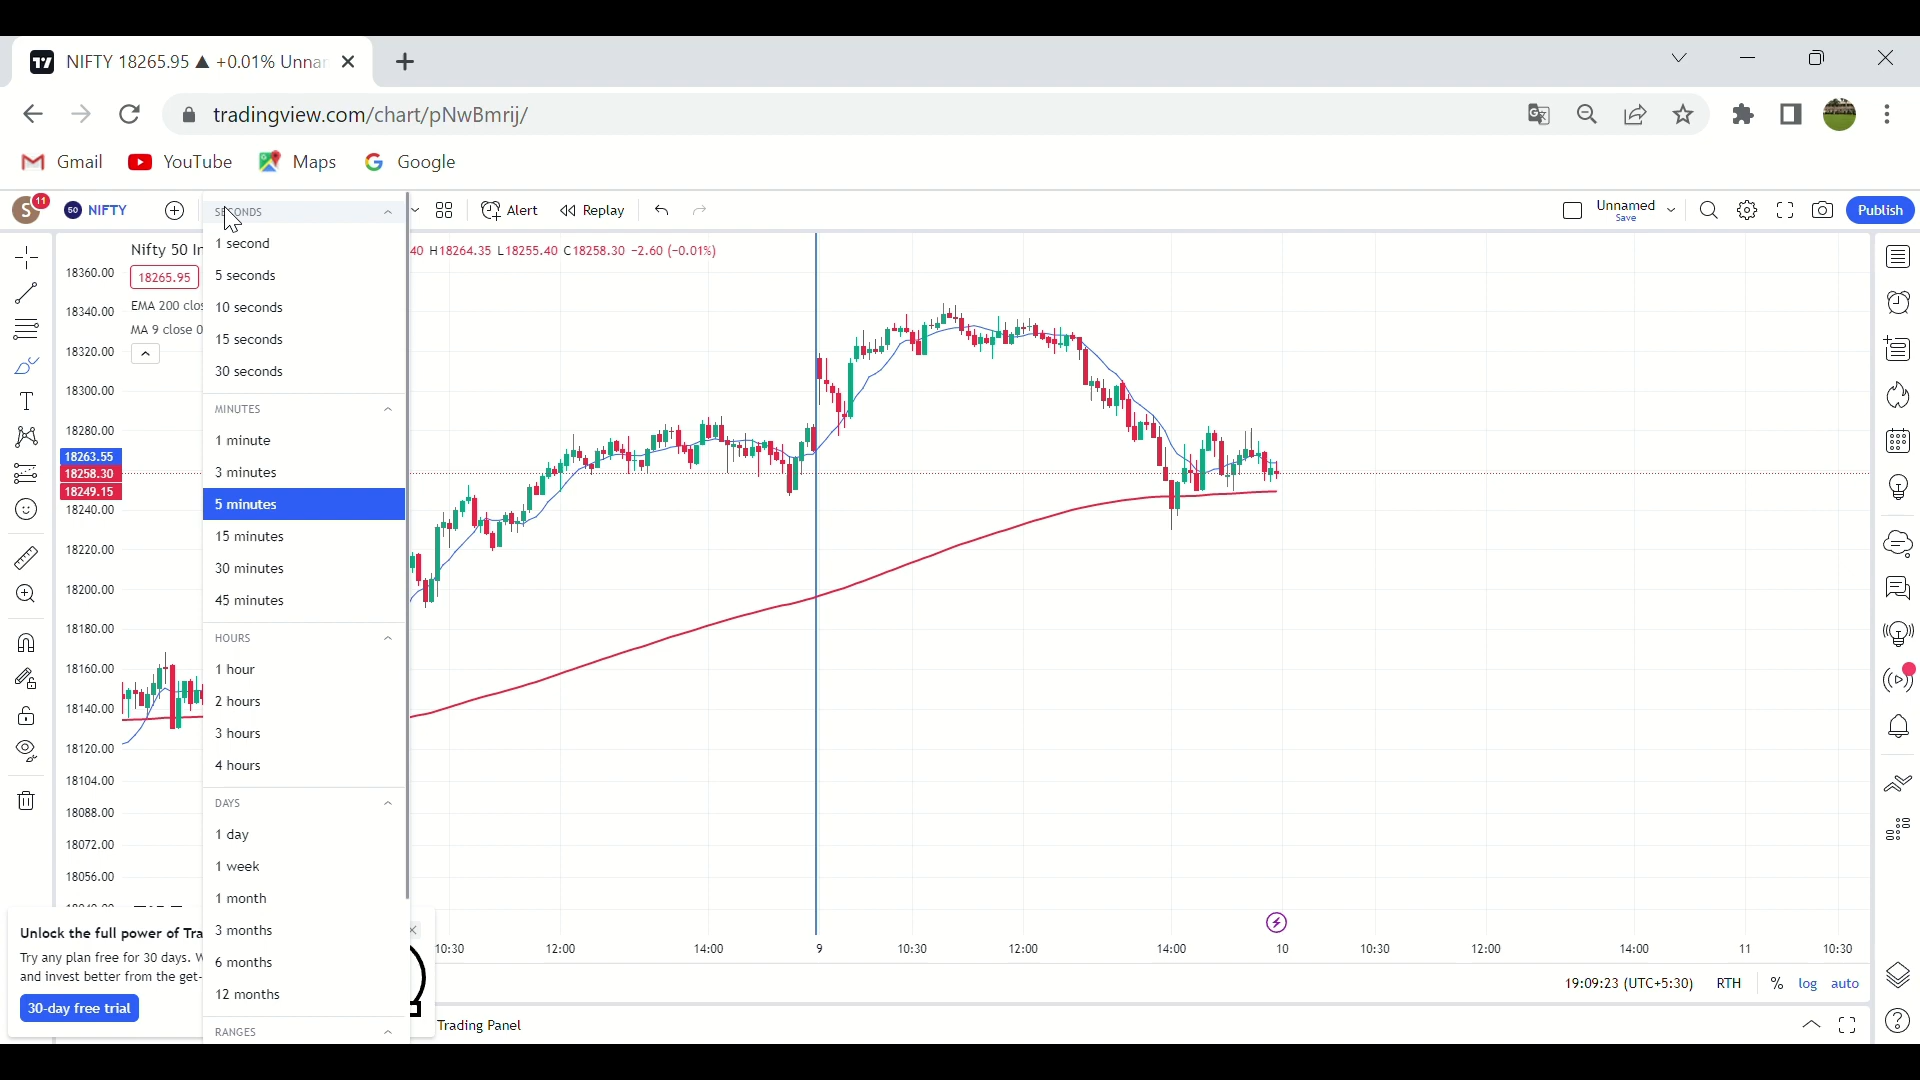 NIFTY 18265.95 ▲ +0.01% Unnar
tradingview.com/chart/pNwBmrij/
Gmail YouTube Maps Google
S 11 50 NIFTY Alert Replay Unnamed Save Publish
Nifty 50 In
40 H18264.35 L18255.40 C18258.30 -2.60 (-0.01%)
18265.95
EMA 200 clos
MA 9 close 0
18360.00
18340.00
18320.00
18300.00
18280.00
18263.55
18258.30
18249.15
18240.00
18220.00
18200.00
18180.00
18160.00
18140.00
18120.00
18104.00
18088.00
18072.00
18056.00
SECONDS
1 second
5 seconds
10 seconds
15 seconds
30 seconds
MINUTES
1 minute
3 minutes
5 minutes
15 minutes
30 minutes
45 minutes
HOURS
1 hour
2 hours
3 hours
4 hours
DAYS
1 day
1 week
1 month
3 months
6 months
12 months
RANGES
Unlock the full power of Tra
Try any plan free for 30 days. W
and invest better from the get-
30-day free trial
10:30 12:00 14:00 9 10:30 12:00 14:00 10 10:30 12:00 14:00 11 10:30
19:09:23 (UTC+5:30) RTH % log auto
Trading Panel